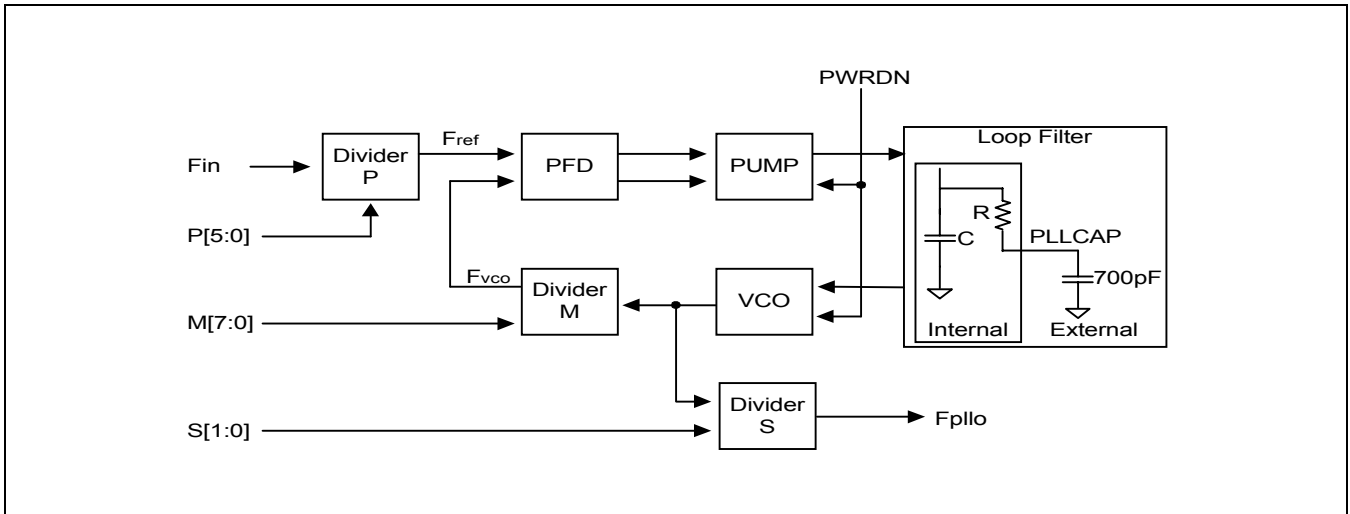 PWRDN
Loop Filter
Fin
Divider
P
Fref
PFD
PUMP
R
C
PLLCAP
700pF
P[5:0]
Fvco
Divider
M
VCO
Internal
External
M[7:0]
Divider
S
Fpllo
S[1:0]